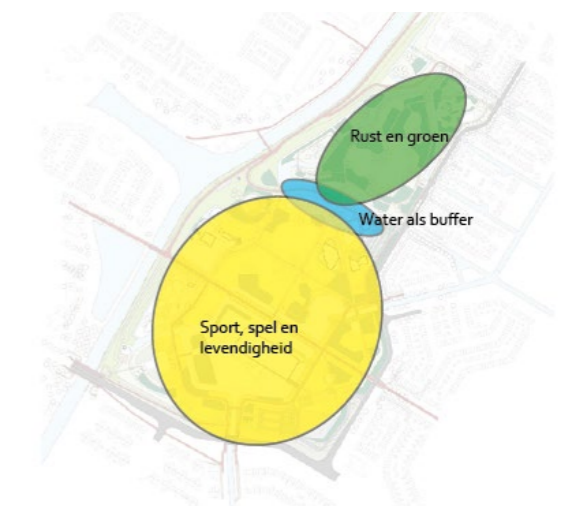 Rust en groen
Water als buffer
Sport, spel en
levendigheid